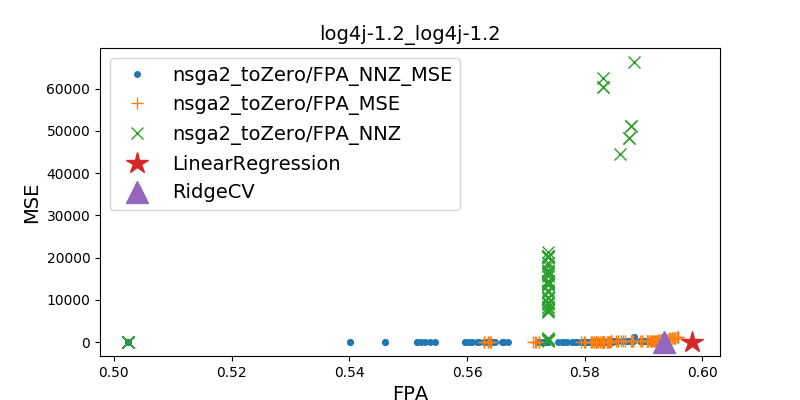 log4j-1.2_log4j-1.2
MSE
60000
50000
40000
30000
20000
10000
0
nsga2_toZero/FPA_NNZ_MSE
nsga2_toZero/FPA_MSE
nsga2_toZero/FPA_NNZ
LinearRegression
RidgeCV
0.50 0.52 0.54 0.56 0.58 0.60
FPA